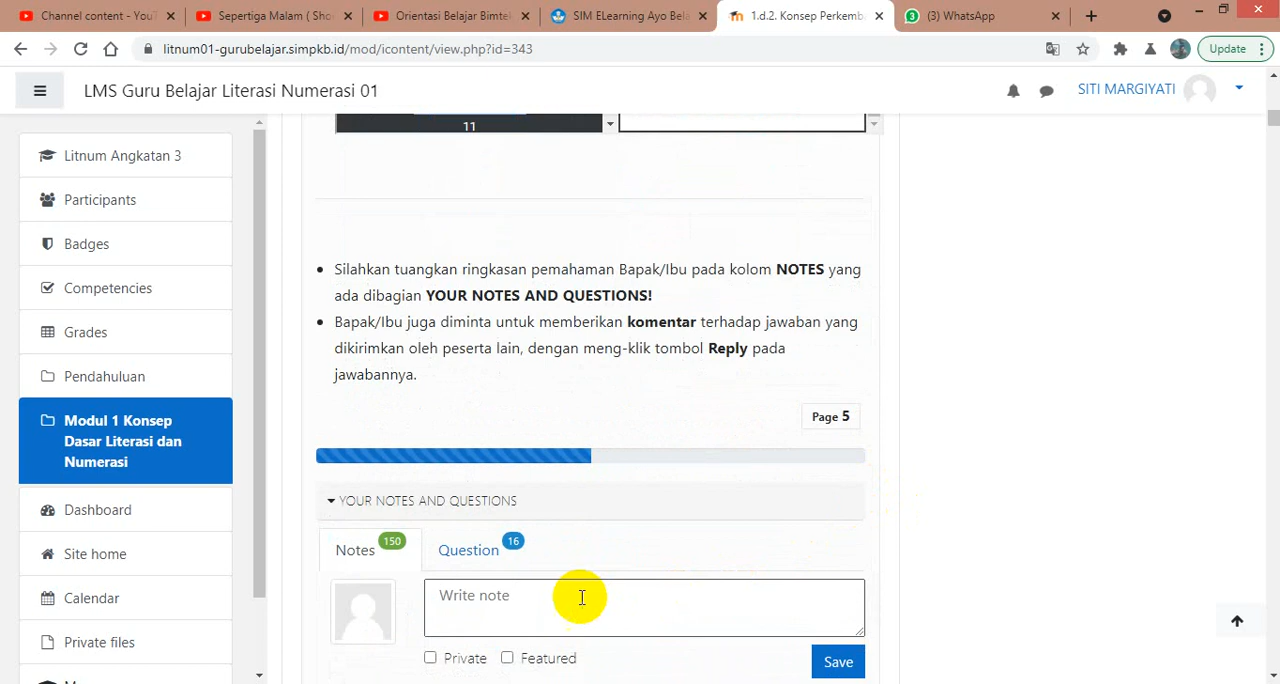 Channel content - YouT
Sepertiga Malam ( Sho
Orientasi Belajar Bimte
SIM ELearning Ayo Bela
1.d.2. Konsep Perkemb
(3) WhatsApp
litnum01-gurubelajar.simpkb.id/mod/icontent/view.php?id=343
Update
LMS Guru Belajar Literasi Numerasi 01
SITI MARGIYATI
Litnum Angkatan 3
Participants
Badges
Competencies
Grades
Pendahuluan
Modul 1 Konsep
Dasar Literasi dan
Numerasi
Dashboard
Site home
Calendar
Private files
11
Silahkan tuangkan ringkasan pemahaman Bapak/Ibu pada kolom NOTES yang
ada dibagian YOUR NOTES AND QUESTIONS!
Bapak/Ibu juga diminta untuk memberikan komentar terhadap jawaban yang
dikirimkan oleh peserta lain, dengan meng-klik tombol Reply pada
jawabannya.
Page 5
YOUR NOTES AND QUESTIONS
Notes 150
Question 16
Write note
Private
Featured
Save